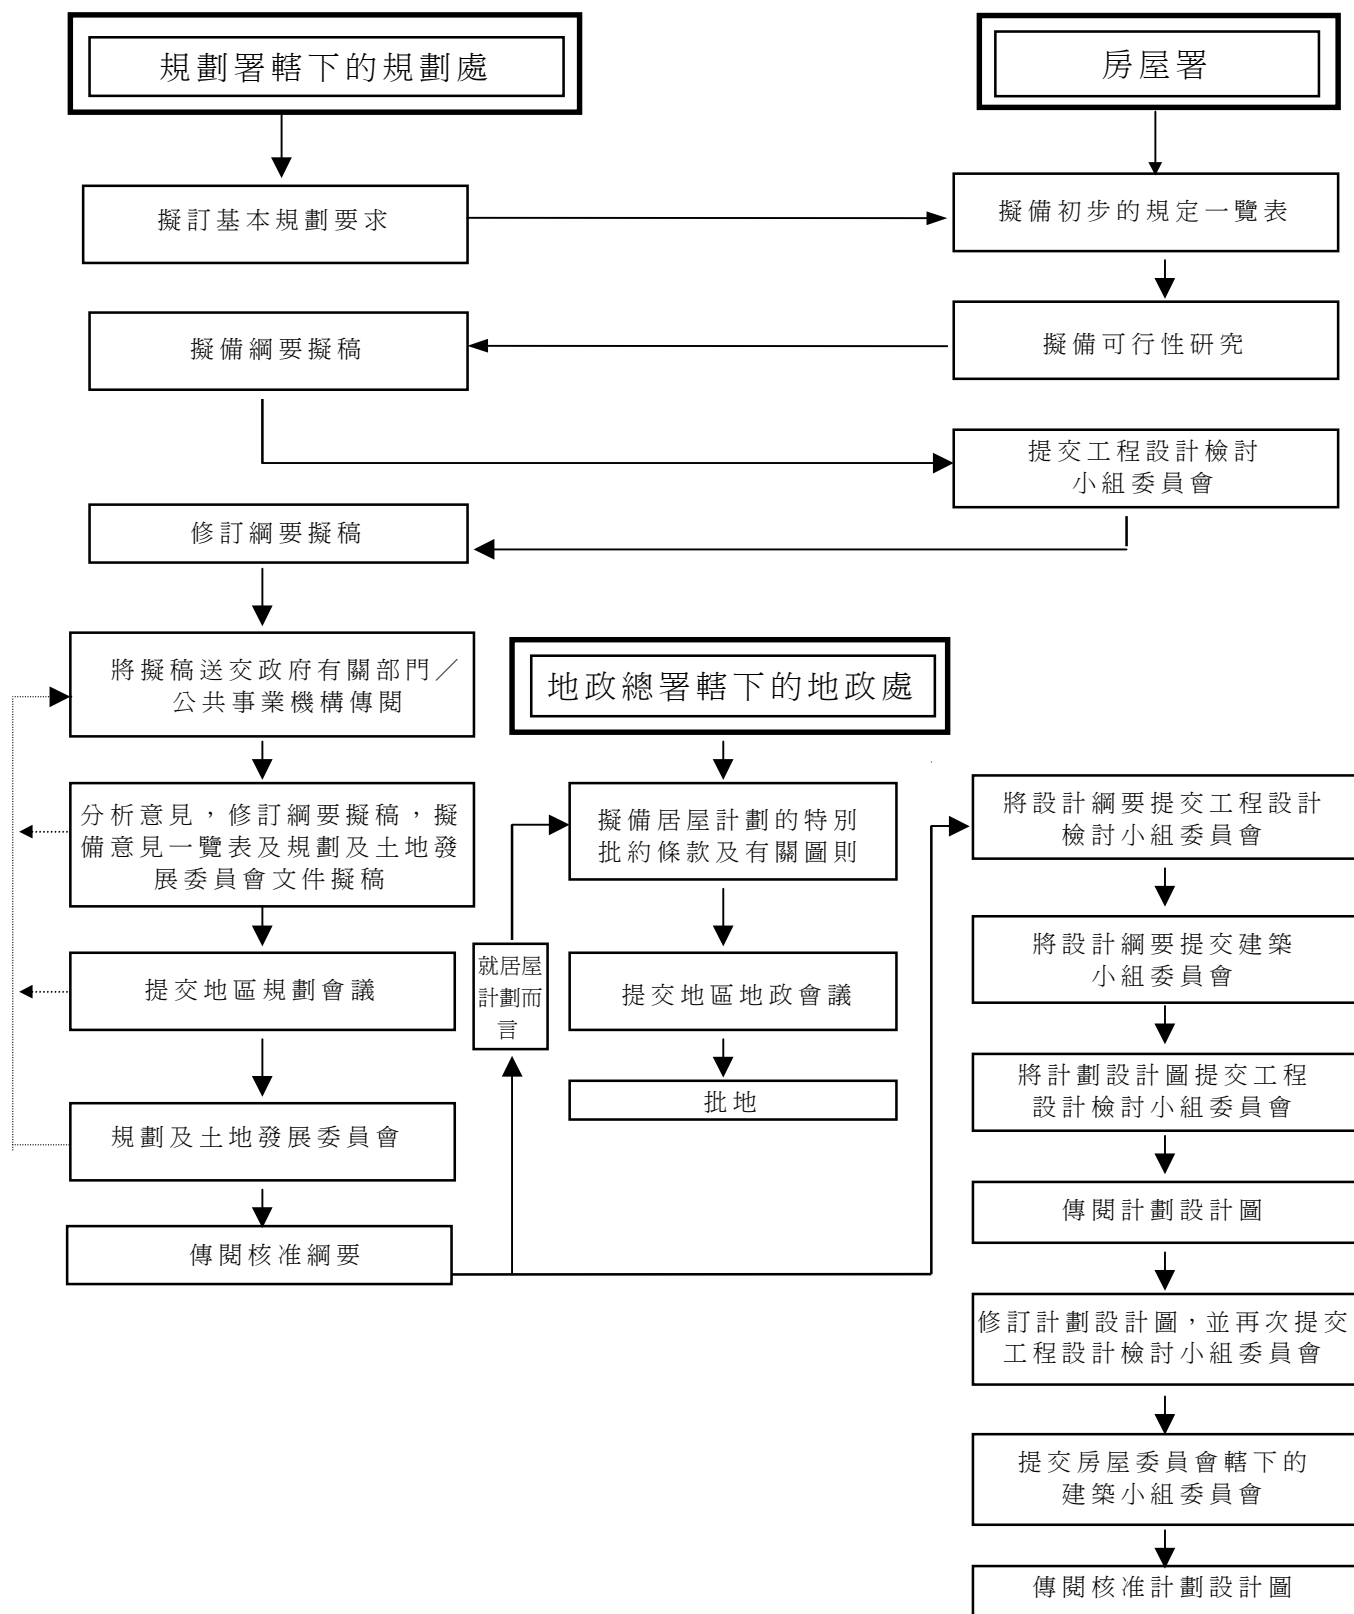 規劃署轄下的規劃處
房屋署
擬訂基本規劃要求
擬備初步的規定一覽表
擬備綱要擬稿
擬備可行性研究
提交工程設計檢討
小組委員會
修訂綱要擬稿
將擬稿送交政府有關部門／
公共事業機構傳閱
地政總署轄下的地政處
分析意見，修訂綱要擬稿，擬
備意見一覽表及規劃及土地發
展委員會文件擬稿
擬備居屋計劃的特別
批約條款及有關圖則
將設計綱要提交工程設計
檢討小組委員會
就居屋
計劃而
言
提交地區規劃會議
提交地區地政會議
將設計綱要提交建築
小組委員會
規劃及土地發展委員會
批地
將計劃設計圖提交工程
設計檢討小組委員會
傳閱核准綱要
傳閱計劃設計圖
修訂計劃設計圖，並再次提交
工程設計檢討小組委員會
提交房屋委員會轄下的
建築小組委員會
傳閱核准計劃設計圖